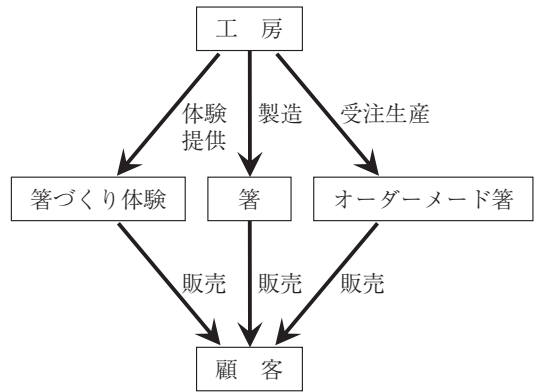 工 房
体験
提供
製造
受注生産
箸づくり体験
箸
オーダーメード箸
販売
販売
販売
顧 客